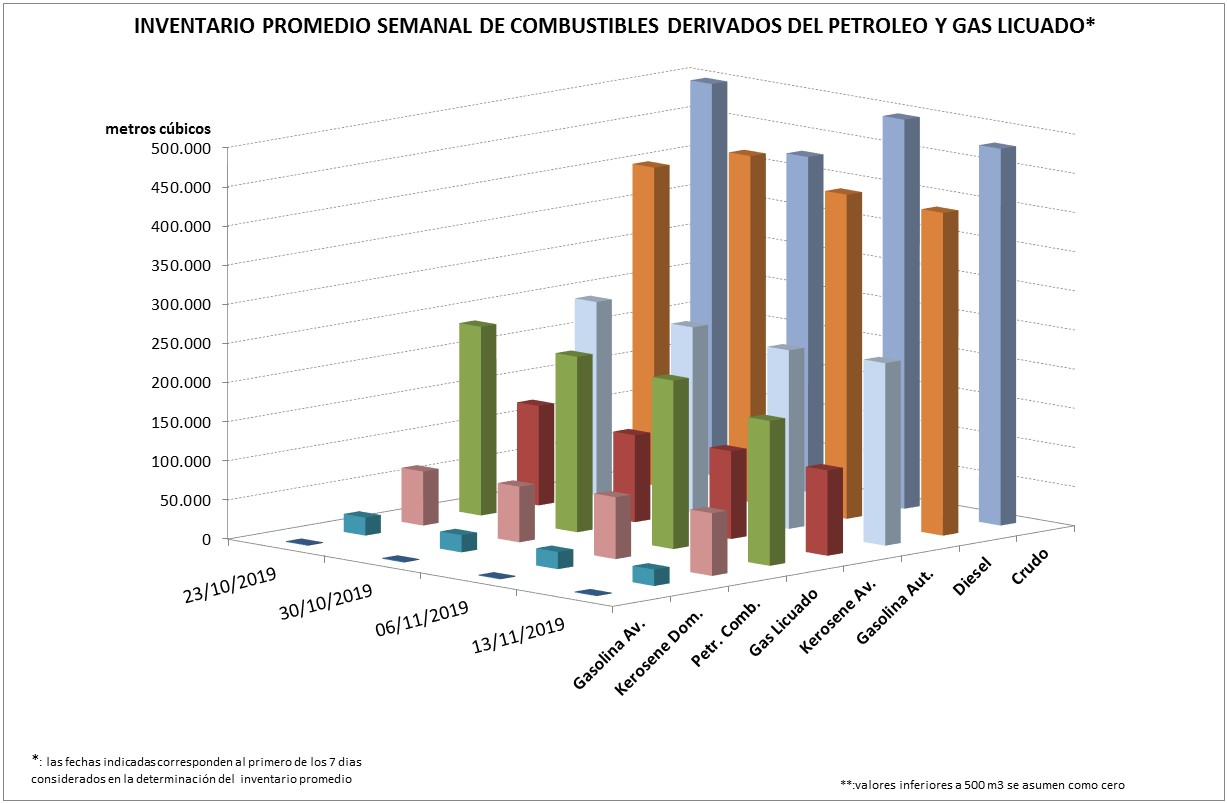 INVENTARIO PROMEDIO SEMANAL DE COMBUSTIBLES DERIVADOS DEL PETROLEO Y GAS LICUADO*
metros cúbicos
500.000
450.000
400.000
350.000
300.000
250.000
200.000
150.000
100.000
50.000
0
23/10/2019
30/10/2019
06/11/2019
13/11/2019
Gasolina Av.
Kerosene Dom.
Petr. Comb.
Gas Licuado
Kerosene Av.
Gasolina Aut.
Diesel
Crudo
*: las fechas indicadas corresponden al primero de los 7 dias
considerados en la determinación del inventario promedio
**:valores inferiores a 500 m3 se asumen como cero